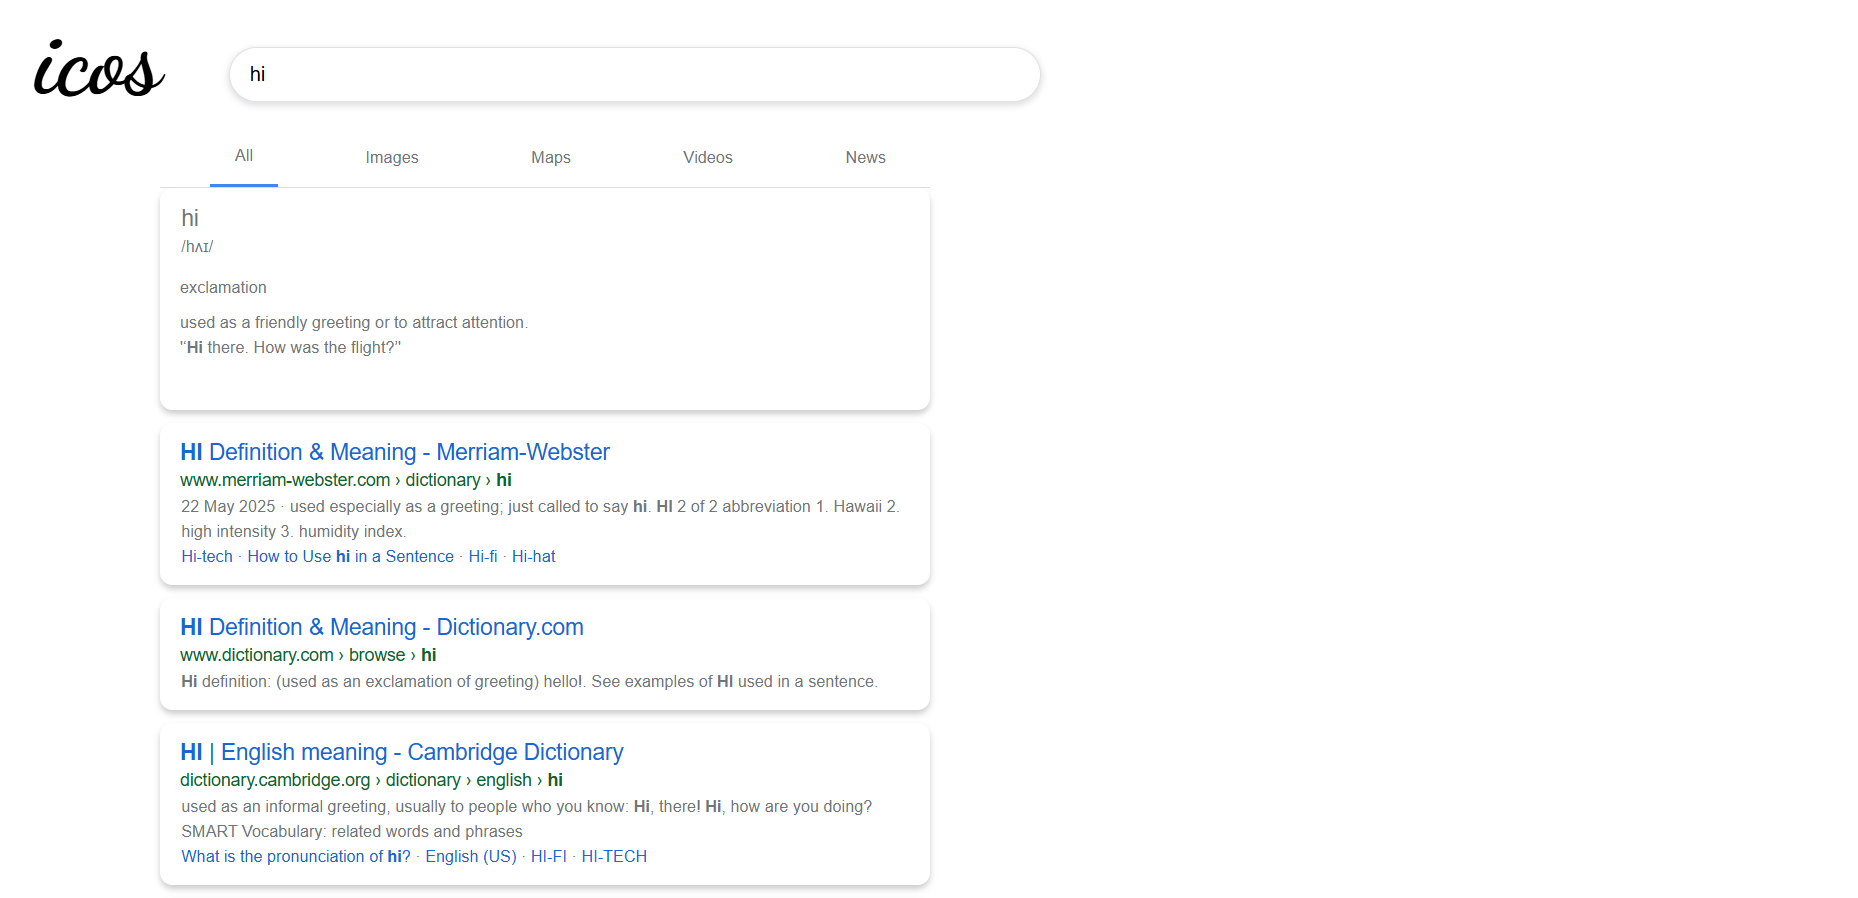 icos
hi
All Images Maps Videos News
hi
/hʌɪ/
exclamation
used as a friendly greeting or to attract attention.
"“Hi there. How was the flight?”
HI Definition & Meaning - Merriam-Webster
www.merriam-webster.com › dictionary › hi
22 May 2025 · used especially as a greeting; just called to say hi. HI 2 of 2 abbreviation 1. Hawaii 2.
high intensity 3. humidity index.
Hi-tech · How to Use hi in a Sentence · Hi-fi · Hi-hat
HI Definition & Meaning - Dictionary.com
www.dictionary.com › browse › hi
Hi definition: (used as an exclamation of greeting) hello!. See examples of HI used in a sentence.
HI | English meaning - Cambridge Dictionary
dictionary.cambridge.org › dictionary › english › hi
used as an informal greeting, usually to people who you know: Hi, there! Hi, how are you doing?
SMART Vocabulary: related words and phrases
What is the pronunciation of hi? · English (US) · HI-FI · HI-TECH